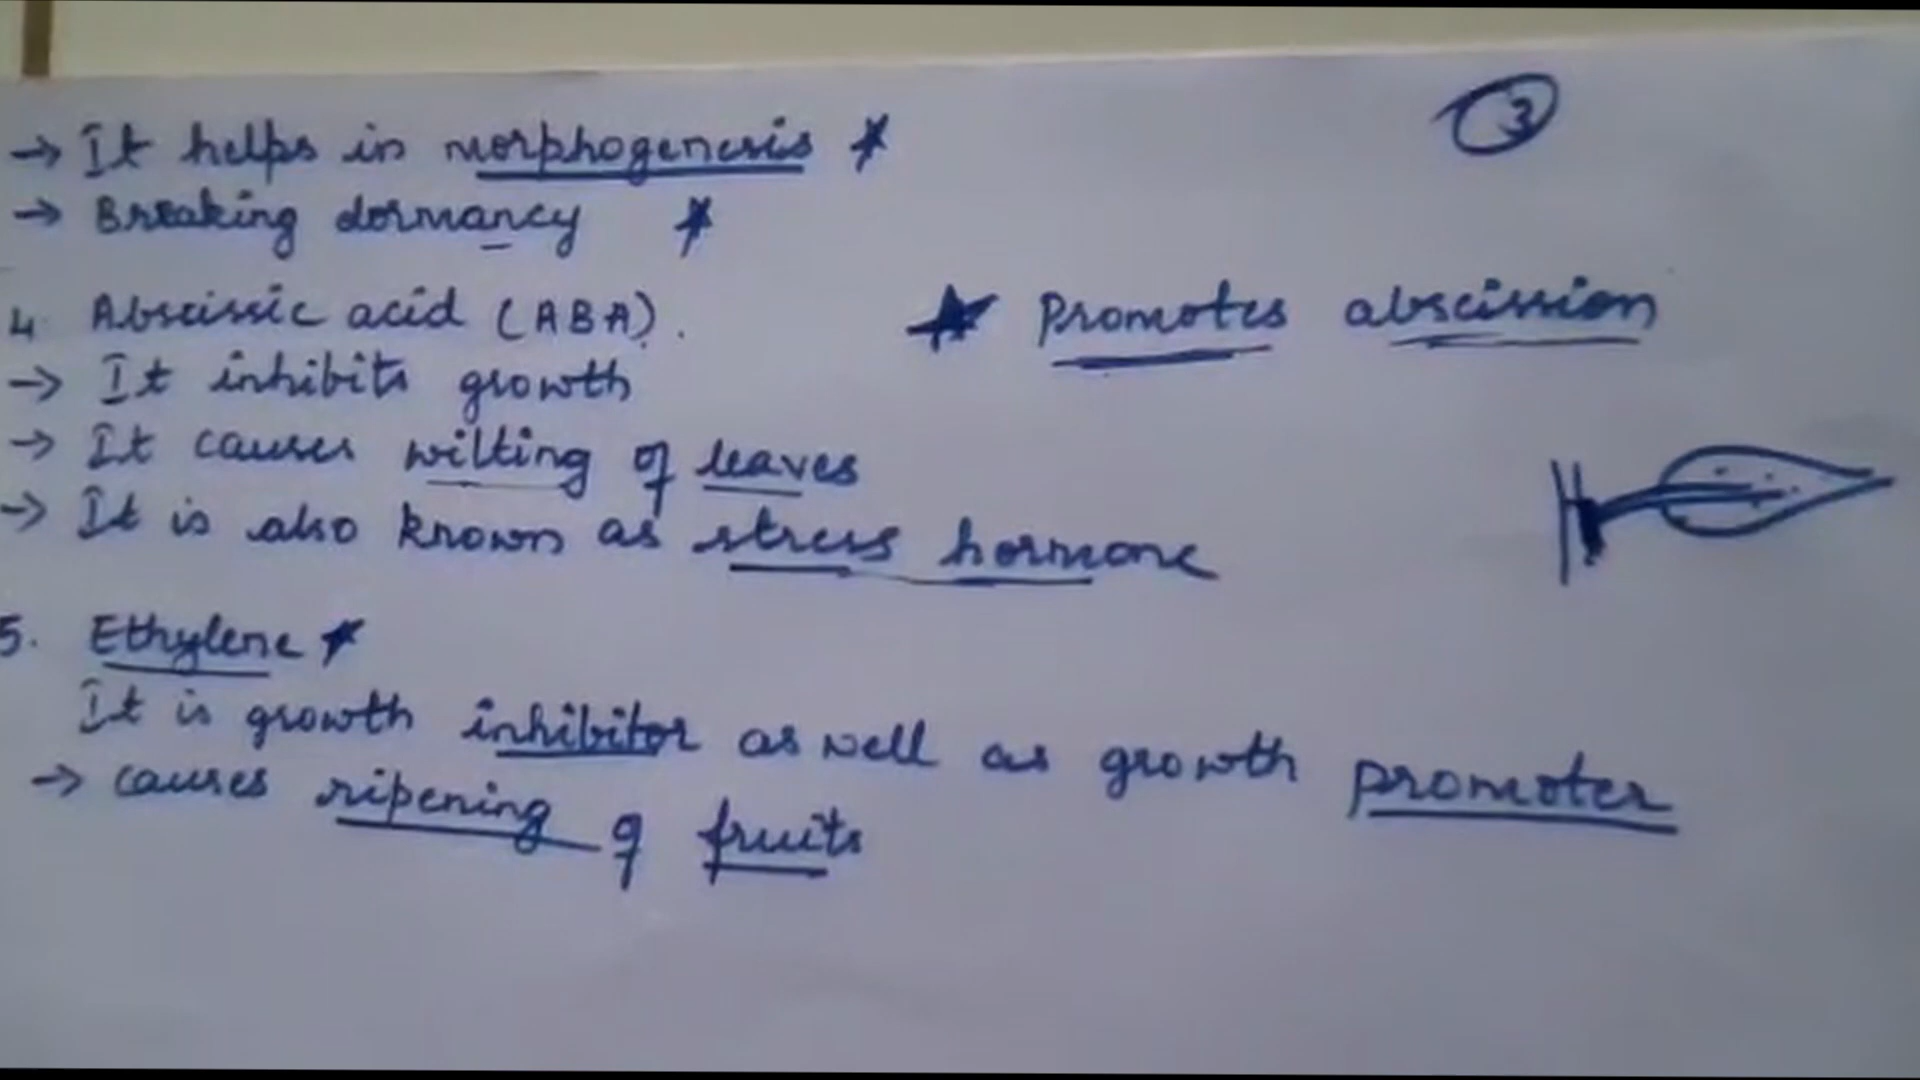 3
→ It helps in morphogenesis *
→ Breaking dormancy *
4. Abscissic acid (ABA).
★ Promotes abscission
→ It inhibits growth
→ It causes wilting of leaves
→ It is also known as stress hormone
5. Ethylene ★
It is growth inhibitor as well as growth promoter
→ causes ripening of fruits